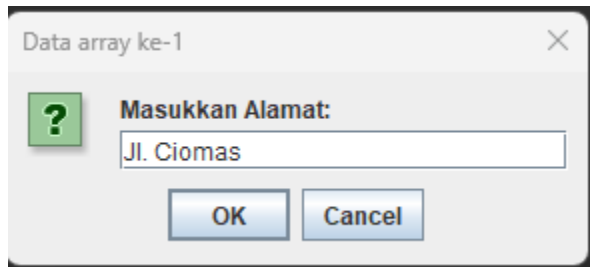 Data array ke-1
?
Masukkan Alamat:
Jl. Ciomas
OK Cancel